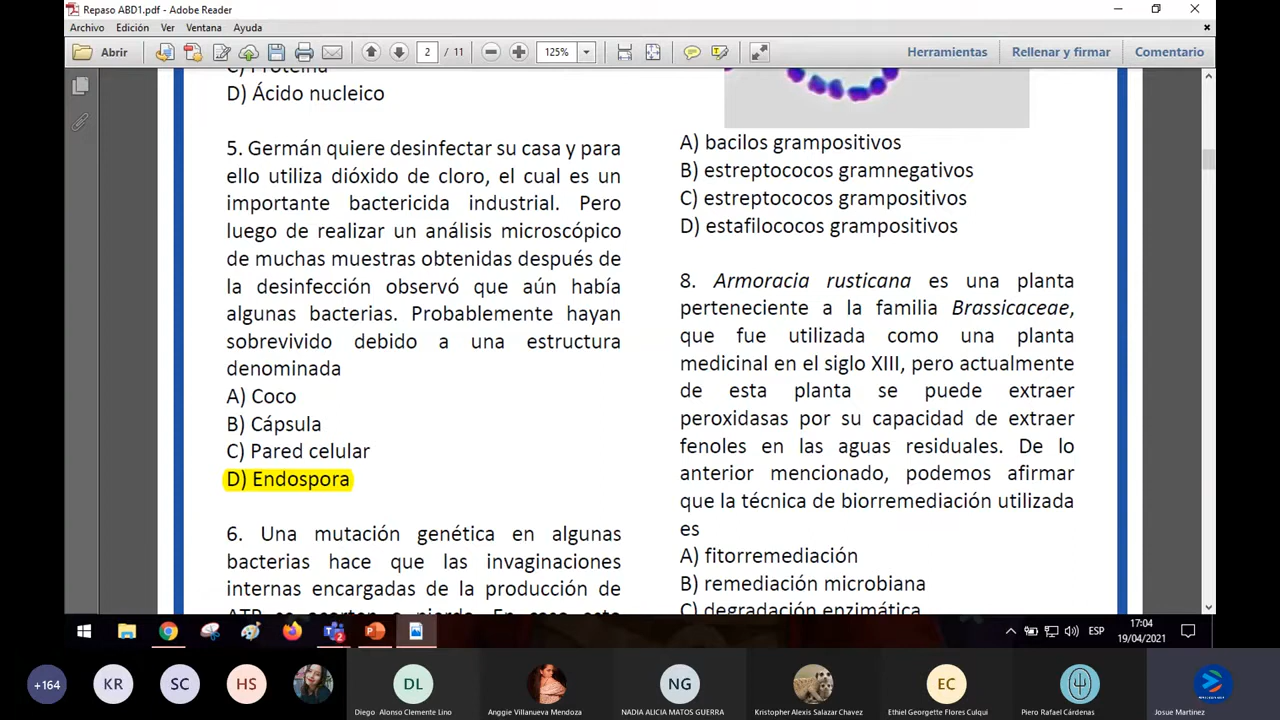 Repaso ABD1.pdf - Adobe Reader
Archivo Edición Ver Ventana Ayuda
Abrir 2 / 11 125% Herramientas Rellenar y firmar Comentario
C) Proteína
D) Ácido nucleico
5. Germán quiere desinfectar su casa y para
ello utiliza dióxido de cloro, el cual es un
importante bactericida industrial. Pero
luego de realizar un análisis microscópico
de muchas muestras obtenidas después de
la desinfección observó que aún había
algunas bacterias. Probablemente hayan
sobrevivido debido a una estructura
denominada
A) Coco
B) Cápsula
C) Pared celular
D) Endospora
6. Una mutación genética en algunas
bacterias hace que las invaginaciones
internas encargadas de la producción de
ATP se acorten o pierda. En caso este
A) bacilos grampositivos
B) estreptococos gramnegativos
C) estreptococos grampositivos
D) estafilococos grampositivos
8. Armoracia rusticana es una planta
perteneciente a la familia Brassicaceae,
que fue utilizada como una planta
medicinal en el siglo XIII, pero actualmente
de esta planta se puede extraer
peroxidasas por su capacidad de extraer
fenoles en las aguas residuales. De lo
anterior mencionado, podemos afirmar
que la técnica de biorremediación utilizada
es
A) fitorremediación
B) remediación microbiana
C) degradación enzimática
ESP
17:04
19/04/2021
+164 KR SC HS DL NG EC
Diego Alonso Clemente Lino
Anggie Villanueva Mendoza
NADIA ALICIA MATOS GUERRA
Kristopher Alexis Salazar Chavez
Ethiel Georgette Flores Culqui
Piero Rafael Cárdenas
Josue Martinez